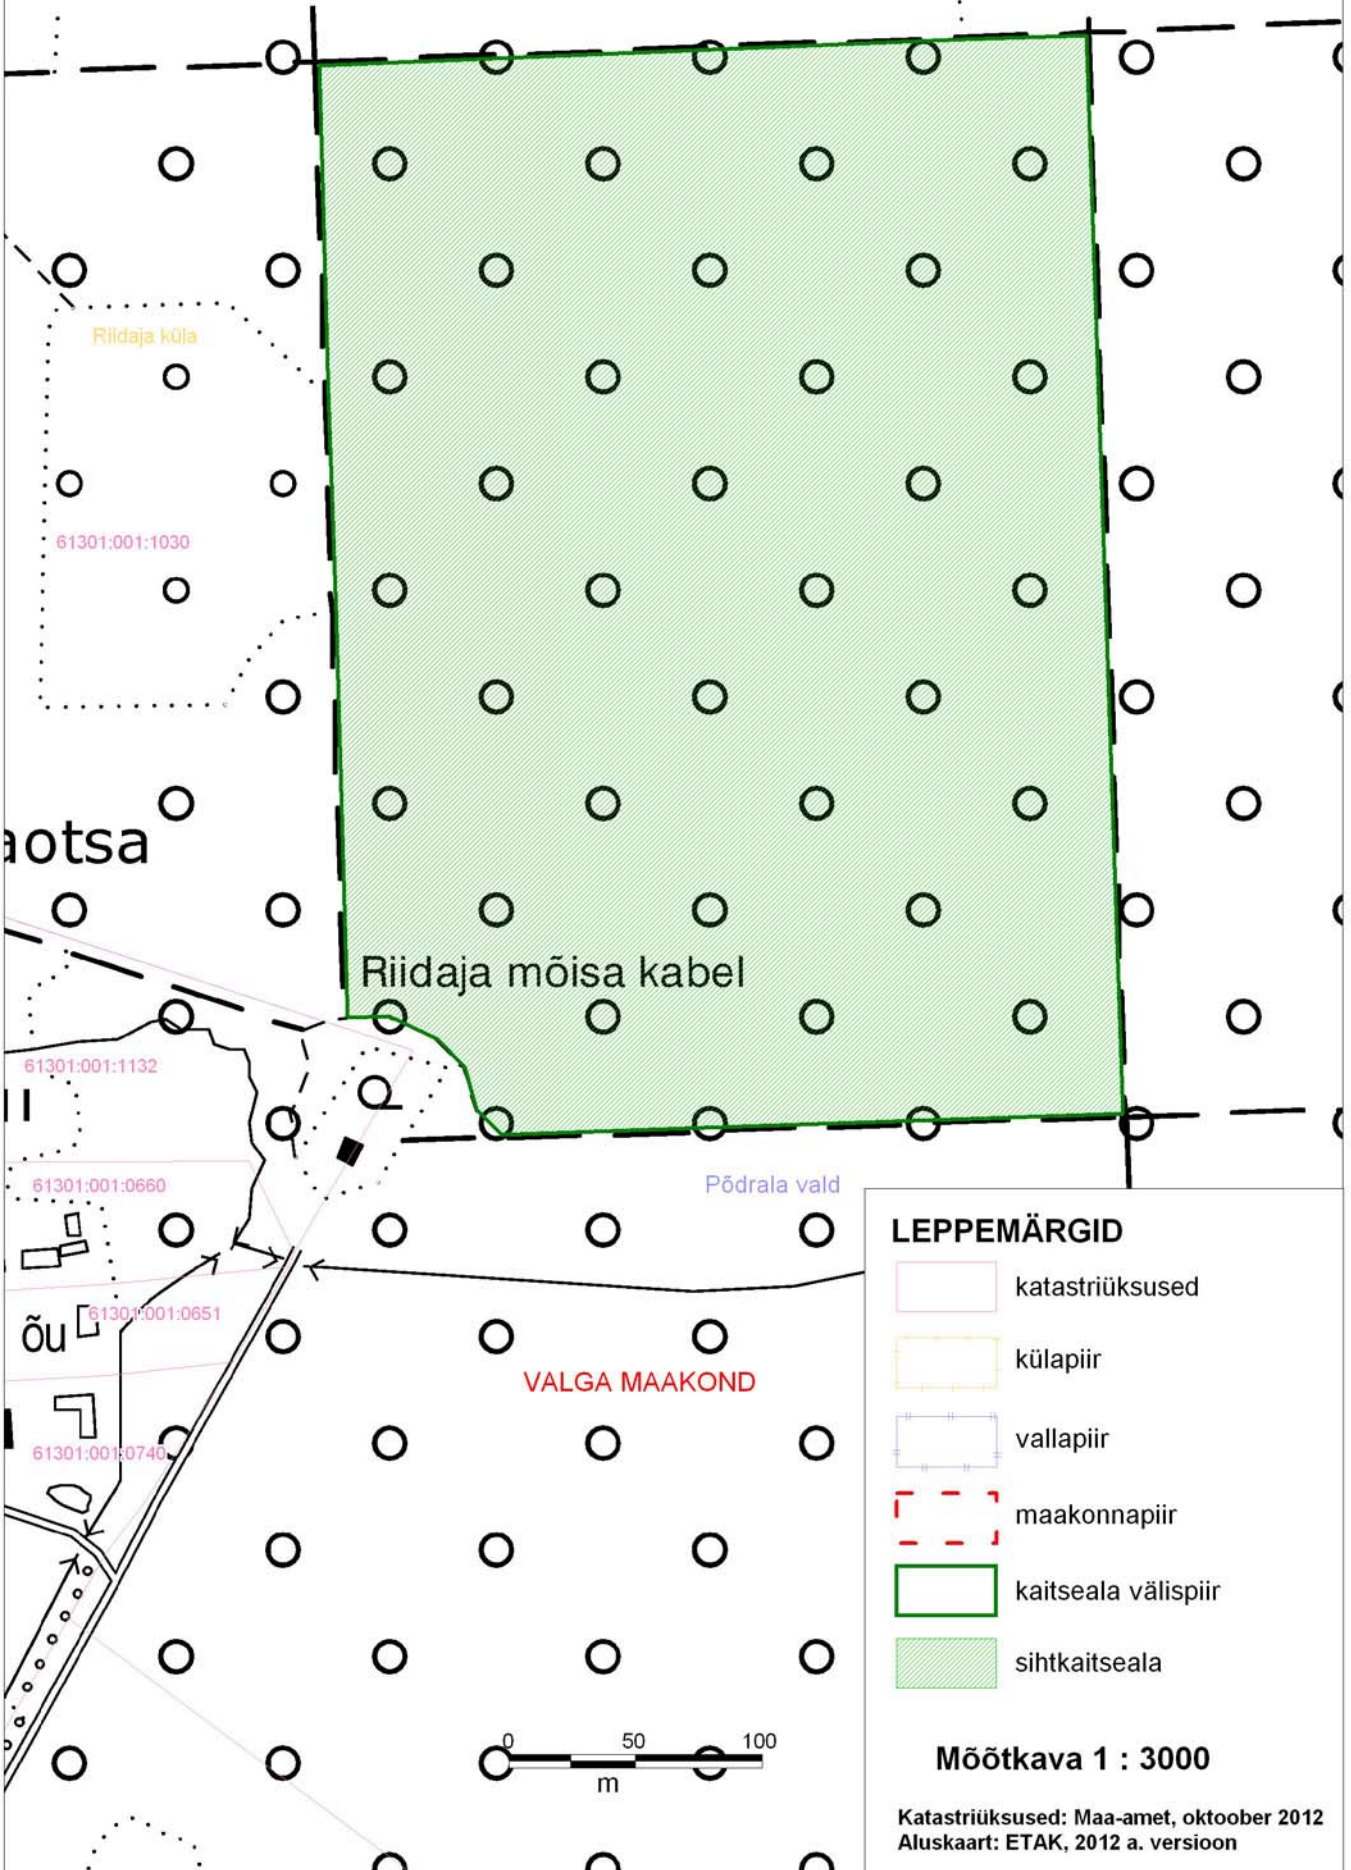 Riidaja küla
61301:001:1030
aotsa
Riidaja mõisa kabel
61301:001:1132
61301:001:0660
Põdrala vald
61301:001:0651
õu
VALGA MAAKOND
61301:001:0740
LEPPEMÄRGID
katastriüksused
külapiir
vallapiir
maakonnapiir
kaitseala välispiir
sihtkaitseala
0 50 100
m
Mõõtkava 1 : 3000
Katastriüksused: Maa-amet, oktoober 2012
Aluskaart: ETAK, 2012 a. versioon